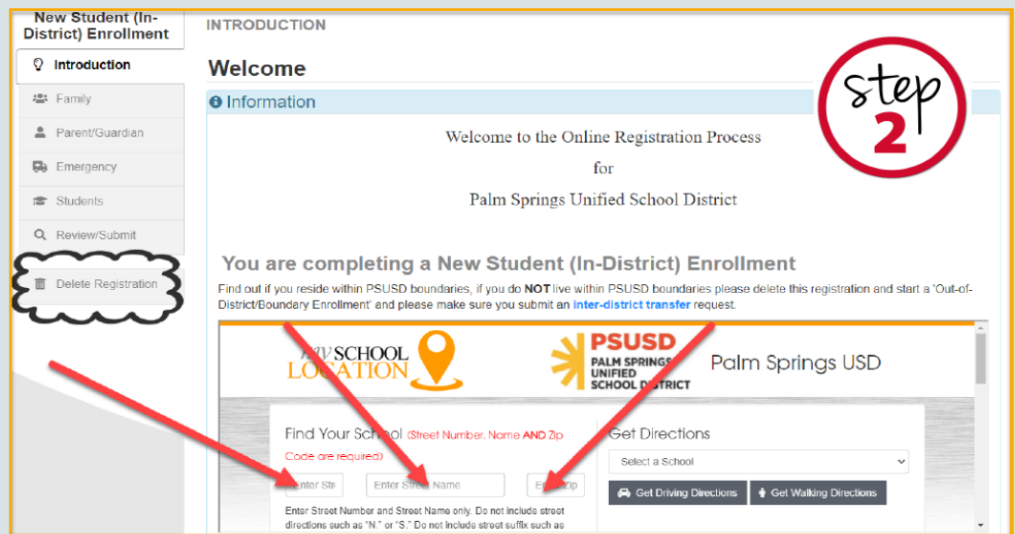 New Student (In-
District) Enrollment
Introduction
Family
Parent/Guardian
Emergency
Students
Review/Submit
Delete Registration
INTRODUCTION
Welcome
Information
step
2
Welcome to the Online Registration Process
for
Palm Springs Unified School District
You are completing a New Student (In-District) Enrollment
Find out if you reside within PSUSD boundaries, if you do NOT live within PSUSD boundaries please delete this registration and start a 'Out-of-
District/Boundary Enrollment' and please make sure you submit an inter-district transfer request.
SCHOOL
LOCATION
PSUSD
PALM SPRINGS
UNIFIED
SCHOOL DISTRICT
Palm Springs USD
Find Your School (Street Number, Name AND Zip
Code are required)
Enter Str
Enter Street Name
Zip
Enter Street Number and Street Name only. Do not include street
directions such as "N." or "S." Do not include street suffix such as
Get Directions
Select a School
Get Driving Directions
Get Walking Directions